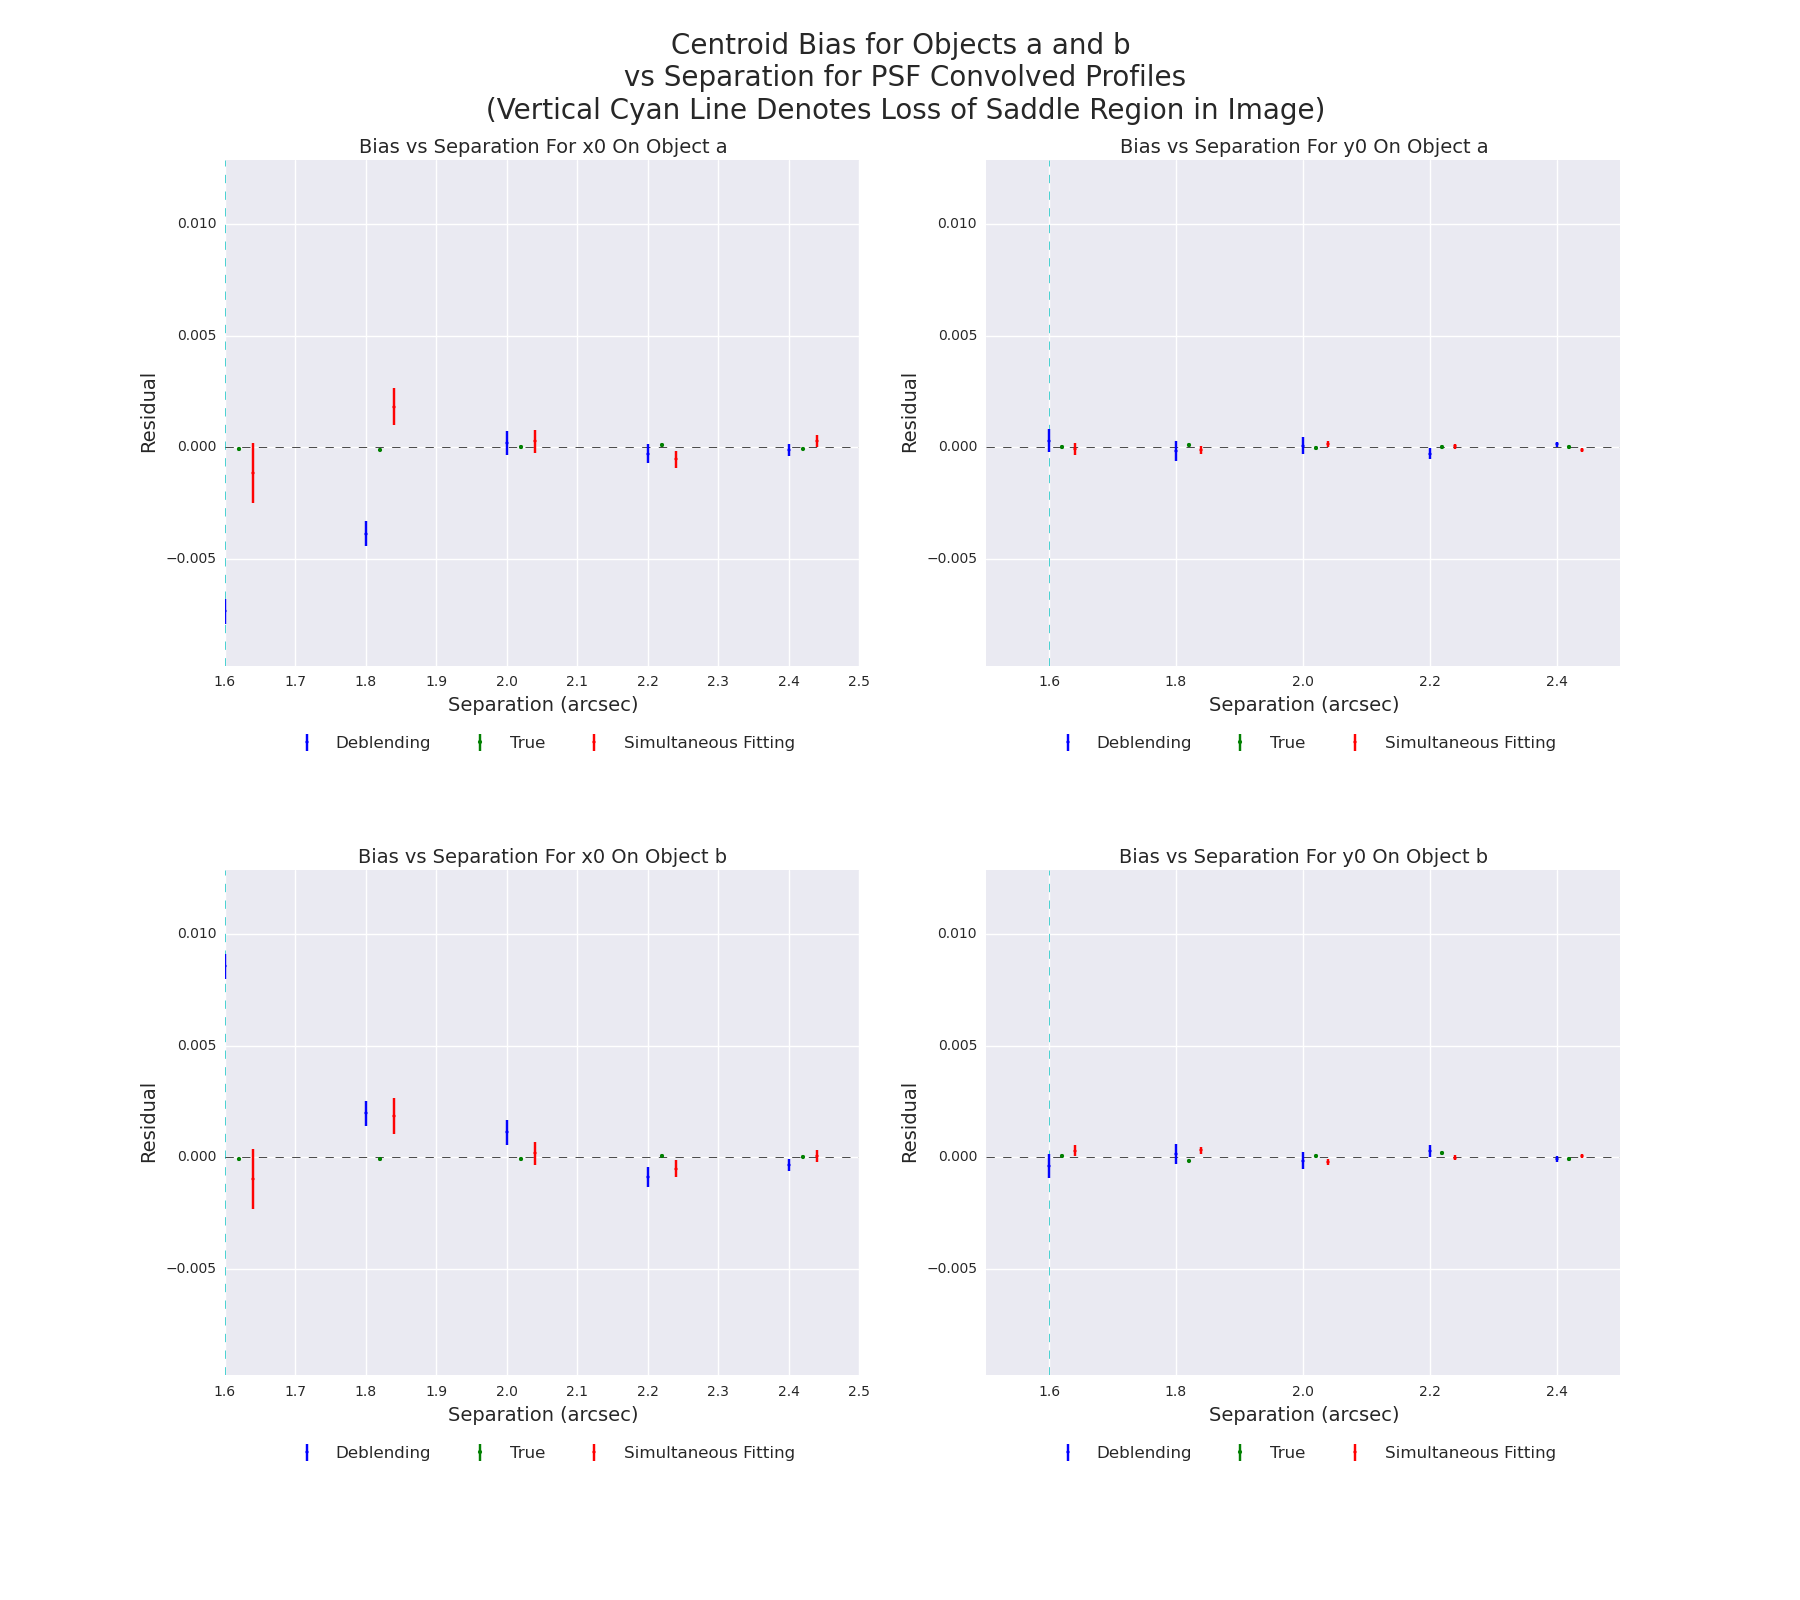 Centroid Bias for Objects a and b
vs Separation for PSF Convolved Profiles
(Vertical Cyan Line Denotes Loss of Saddle Region in Image)
Bias vs Separation For x0 On Object a
Residual
0.010
0.005
0.000
−0.005
1.6 1.7 1.8 1.9 2.0 2.1 2.2 2.3 2.4 2.5
Separation (arcsec)
Deblending True Simultaneous Fitting
Bias vs Separation For y0 On Object a
Residual
0.010
0.005
0.000
−0.005
1.6 1.8 2.0 2.2 2.4
Separation (arcsec)
Deblending True Simultaneous Fitting
Bias vs Separation For x0 On Object b
Residual
0.010
0.005
0.000
−0.005
1.6 1.7 1.8 1.9 2.0 2.1 2.2 2.3 2.4 2.5
Separation (arcsec)
Deblending True Simultaneous Fitting
Bias vs Separation For y0 On Object b
Residual
0.010
0.005
0.000
−0.005
1.6 1.8 2.0 2.2 2.4
Separation (arcsec)
Deblending True Simultaneous Fitting